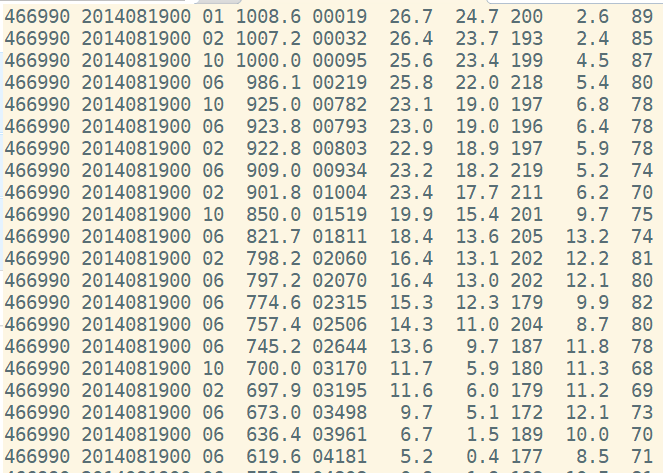 466990 2014081900 01 1008.6 00019 26.7 24.7 200 2.6 89
466990 2014081900 02 1007.2 00032 26.4 23.7 193 2.4 85
466990 2014081900 10 1000.0 00095 25.6 23.4 199 4.5 87
466990 2014081900 06 986.1 00219 25.8 22.0 218 5.4 80
466990 2014081900 10 925.0 00782 23.1 19.0 197 6.8 78
466990 2014081900 06 923.8 00793 23.0 19.0 196 6.4 78
466990 2014081900 02 922.8 00803 22.9 18.9 197 5.9 78
466990 2014081900 06 909.0 00934 23.2 18.2 219 5.2 74
466990 2014081900 02 901.8 01004 23.4 17.7 211 6.2 70
466990 2014081900 10 850.0 01519 19.9 15.4 201 9.7 75
466990 2014081900 06 821.7 01811 18.4 13.6 205 13.2 74
466990 2014081900 02 798.2 02060 16.4 13.1 202 12.2 81
466990 2014081900 06 797.2 02070 16.4 13.0 202 12.1 80
466990 2014081900 06 774.6 02315 15.3 12.3 179 9.9 82
466990 2014081900 06 757.4 02506 14.3 11.0 204 8.7 80
466990 2014081900 06 745.2 02644 13.6 9.7 187 11.8 78
466990 2014081900 10 700.0 03170 11.7 5.9 180 11.3 68
466990 2014081900 02 697.9 03195 11.6 6.0 179 11.2 69
466990 2014081900 06 673.0 03498 9.7 5.1 172 12.1 73
466990 2014081900 06 636.4 03961 6.7 1.5 189 10.0 70
466990 2014081900 06 619.6 04181 5.2 0.4 177 8.5 71
466990 2014081900